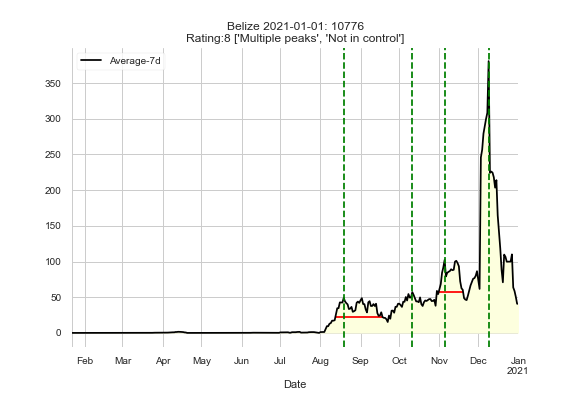 Belize 2021-01-01: 10776
Rating:8 ['Multiple peaks', 'Not in control']
Average-7d
350
300
250
200
150
100
50
0
Feb Mar Apr May Jun Jul Aug Sep Oct Nov Dec Jan
2021
Date